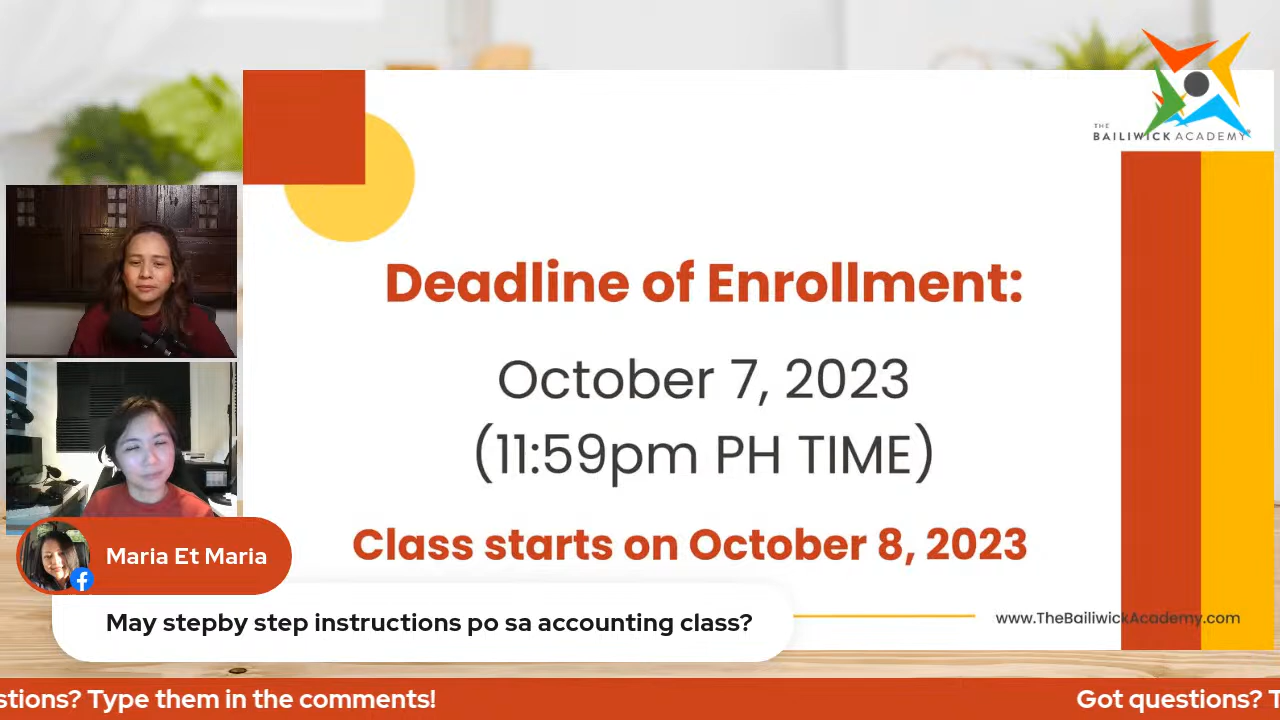 THE
BAILIWICK ACADEMY
Deadline of Enrollment:
October 7, 2023
(11:59pm PH TIME)
Class starts on October 8, 2023
www.TheBailiwickAcademy.com
Maria Et Maria
May stepby step instructions po sa accounting class?
stions? Type them in the comments!
Got questions? T